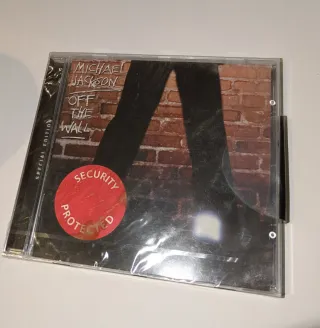 MICHAEL
JACKSON
OFF
THE
WALL
SPECIAL EDITION
SECURITY
PROTECTED